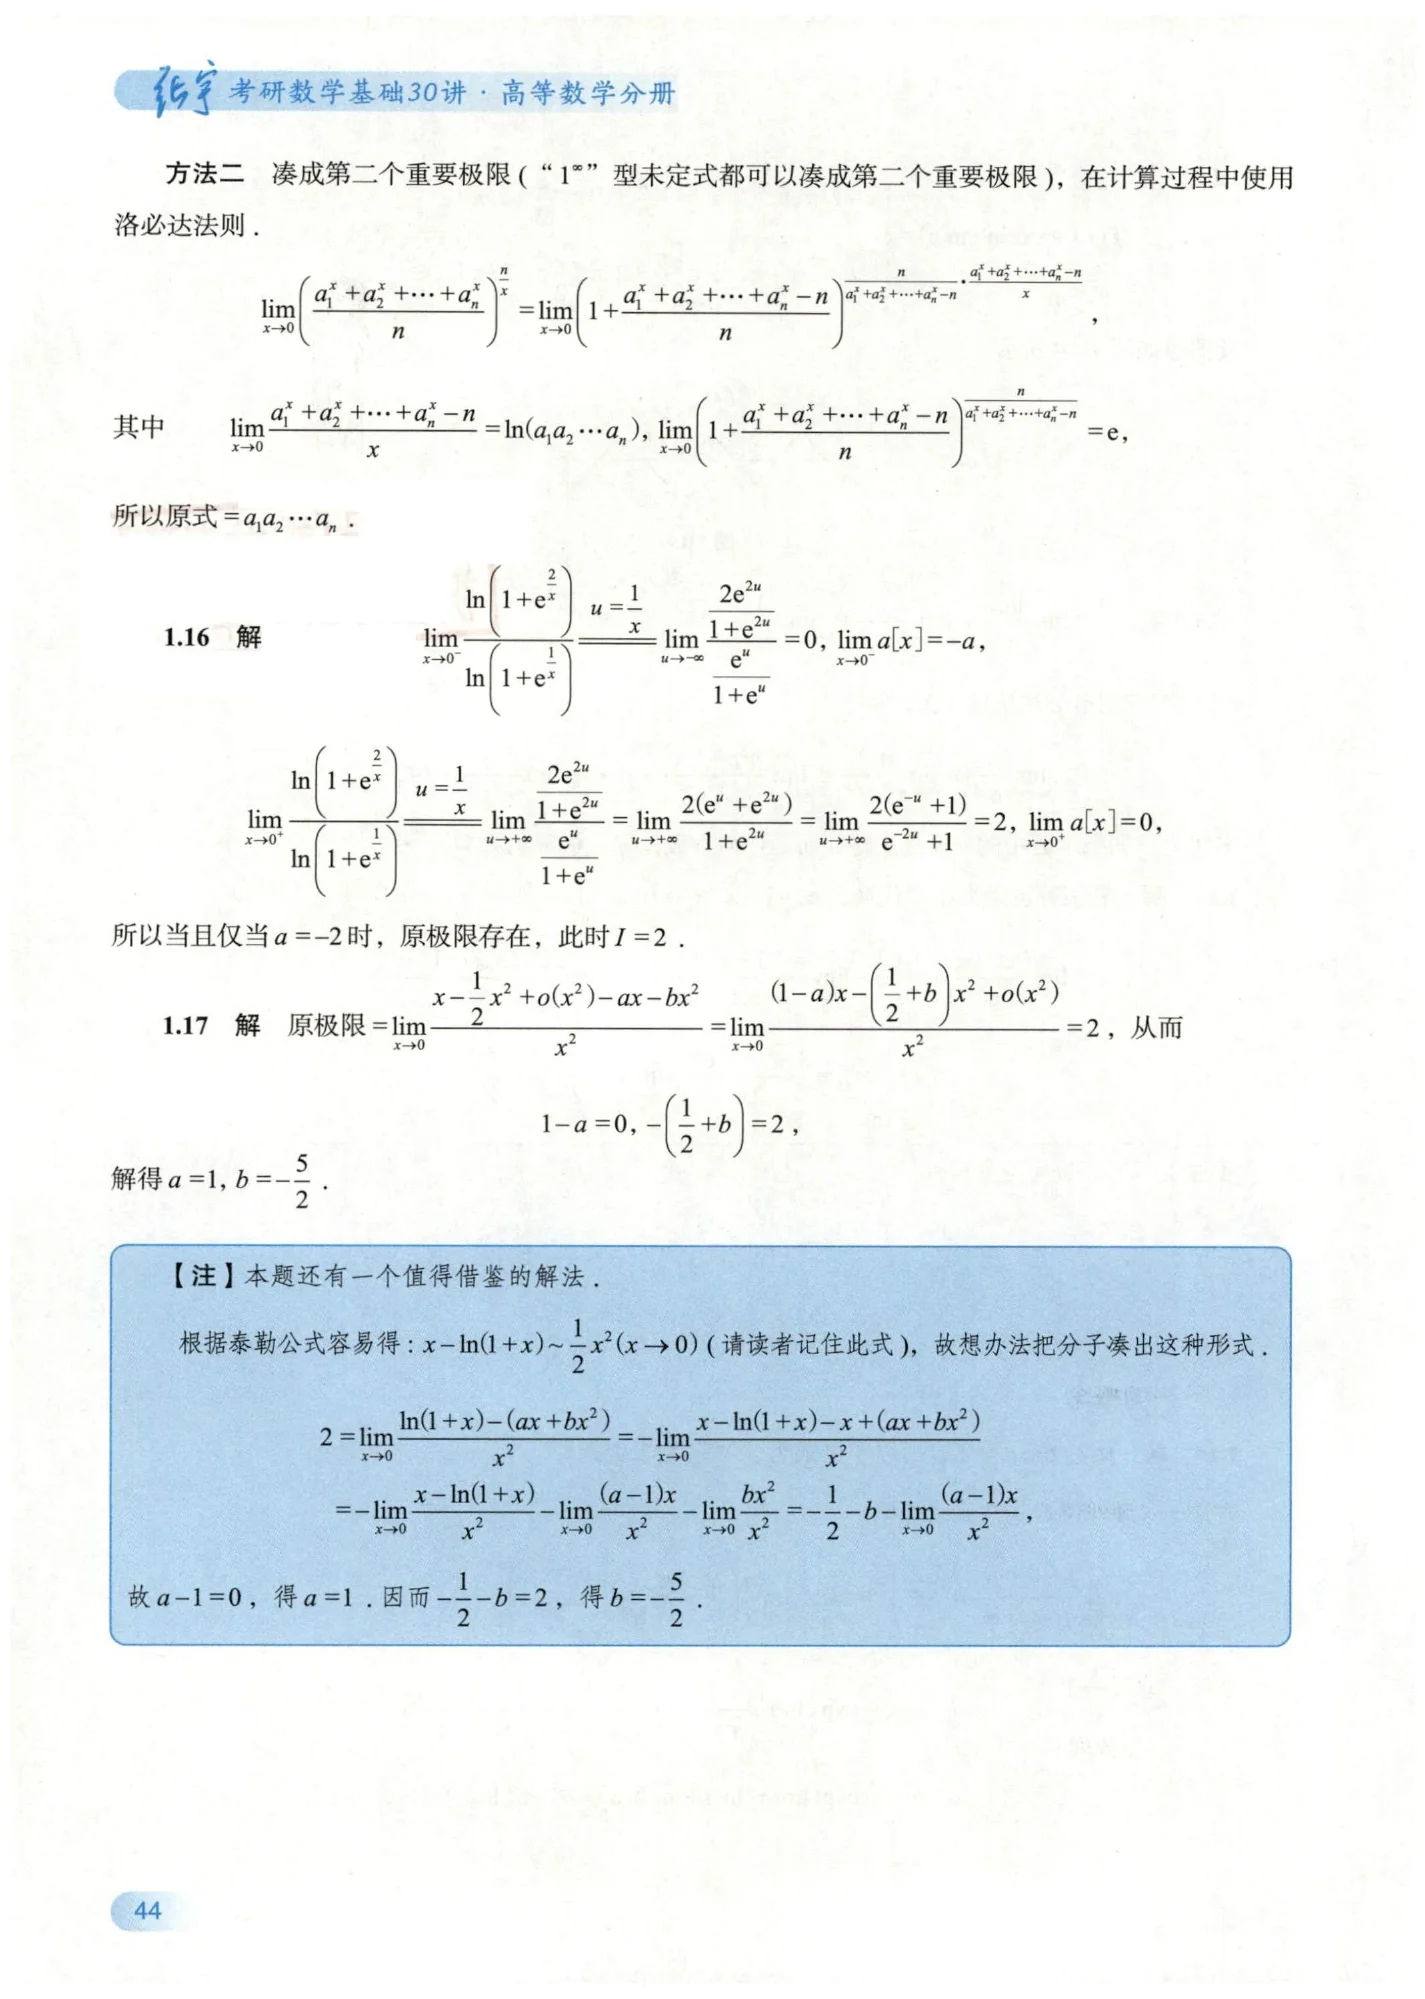 张宇 考研数学基础30讲·高等数学分册
方法二 凑成第二个重要极限(“1^∞”型未定式都可以凑成第二个重要极限)，在计算过程中使用
洛必达法则.
$\lim_{x\to 0}\left(\frac{a_1^x+a_2^x+\cdots+a_n^x}{n}\right)^{\frac{n}{x}}=\lim_{x\to 0}\left(1+\frac{a_1^x+a_2^x+\cdots+a_n^x-n}{n}\right)^{\frac{n}{a_1^x+a_2^x+\cdots+a_n^x-n}\cdot\frac{a_1^x+a_2^x+\cdots+a_n^x-n}{x}}$,
其中 $\lim_{x\to 0}\frac{a_1^x+a_2^x+\cdots+a_n^x-n}{x}=\ln(a_1a_2\cdots a_n)$, $\lim_{x\to 0}\left(1+\frac{a_1^x+a_2^x+\cdots+a_n^x-n}{n}\right)^{\frac{n}{a_1^x+a_2^x+\cdots+a_n^x-n}}=e$,
所以原式$=a_1a_2\cdots a_n$.
1.16 解 $\lim_{x\to 0^-}\frac{\ln\left(1+e^{\frac{2}{x}}\right)}{\ln\left(1+e^{\frac{1}{x}}\right)}\overset{u=\frac{1}{x}}{=}\lim_{u\to-\infty}\frac{\frac{2e^{2u}}{1+e^{2u}}}{\frac{e^u}{1+e^u}}=0$, $\lim_{x\to 0^-}a[x]=-a$,
$\lim_{x\to 0^+}\frac{\ln\left(1+e^{\frac{2}{x}}\right)}{\ln\left(1+e^{\frac{1}{x}}\right)}\overset{u=\frac{1}{x}}{=}\lim_{u\to+\infty}\frac{\frac{2e^{2u}}{1+e^{2u}}}{\frac{e^u}{1+e^u}}=\lim_{u\to+\infty}\frac{2(e^u+e^{2u})}{1+e^{2u}}=\lim_{u\to+\infty}\frac{2(e^{-u}+1)}{e^{-2u}+1}=2$, $\lim_{x\to 0^+}a[x]=0$,
所以当且仅当$a=-2$时，原极限存在，此时$I=2$.
1.17 解 原极限$=\lim_{x\to 0}\frac{x-\frac{1}{2}x^2+o(x^2)-ax-bx^2}{x^2}=\lim_{x\to 0}\frac{(1-a)x-\left(\frac{1}{2}+b\right)x^2+o(x^2)}{x^2}=2$，从而
$1-a=0, -\left(\frac{1}{2}+b\right)=2$,
解得$a=1, b=-\frac{5}{2}$.
【注】本题还有一个值得借鉴的解法.
根据泰勒公式容易得：$x-\ln(1+x)\sim\frac{1}{2}x^2(x\to 0)$(请读者记住此式)，故想办法把分子凑出这种形式.
$2=\lim_{x\to 0}\frac{\ln(1+x)-(ax+bx^2)}{x^2}=-\lim_{x\to 0}\frac{x-\ln(1+x)-x+(ax+bx^2)}{x^2}$
$=-\lim_{x\to 0}\frac{x-\ln(1+x)}{x^2}-\lim_{x\to 0}\frac{(a-1)x}{x^2}-\lim_{x\to 0}\frac{bx^2}{x^2}=-\frac{1}{2}-b-\lim_{x\to 0}\frac{(a-1)x}{x^2}$,
故$a-1=0$，得$a=1$.因而$-\frac{1}{2}-b=2$，得$b=-\frac{5}{2}$.
44